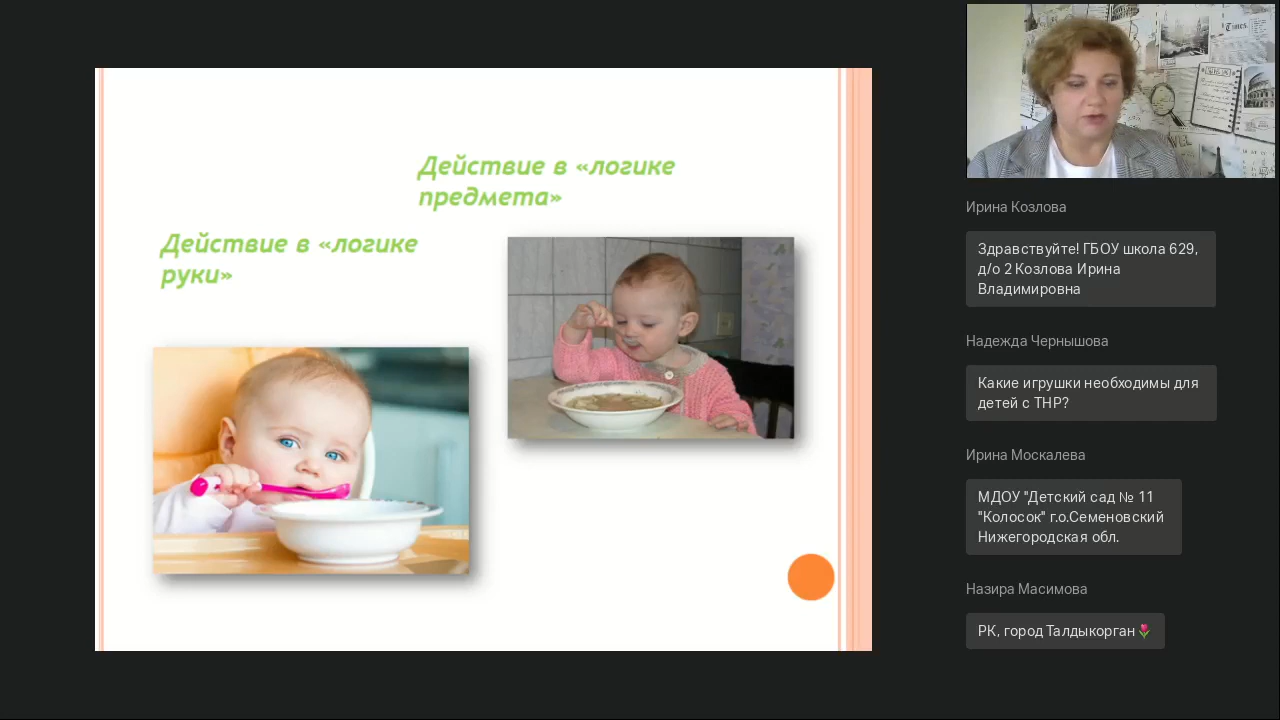 Действие в «логике
предмета»
Действие в «логике
руки»
Times
Ирина Козлова
Здравствуйте! ГБОУ школа 629,
д/о 2 Козлова Ирина
Владимировна
Надежда Чернышова
Какие игрушки необходимы для
детей с ТНР?
Ирина Москалева
МДОУ "Детский сад № 11
"Колосок" г.о.Семеновский
Нижегородская обл.
Назира Масимова
РК, город Талдыкорган🌷